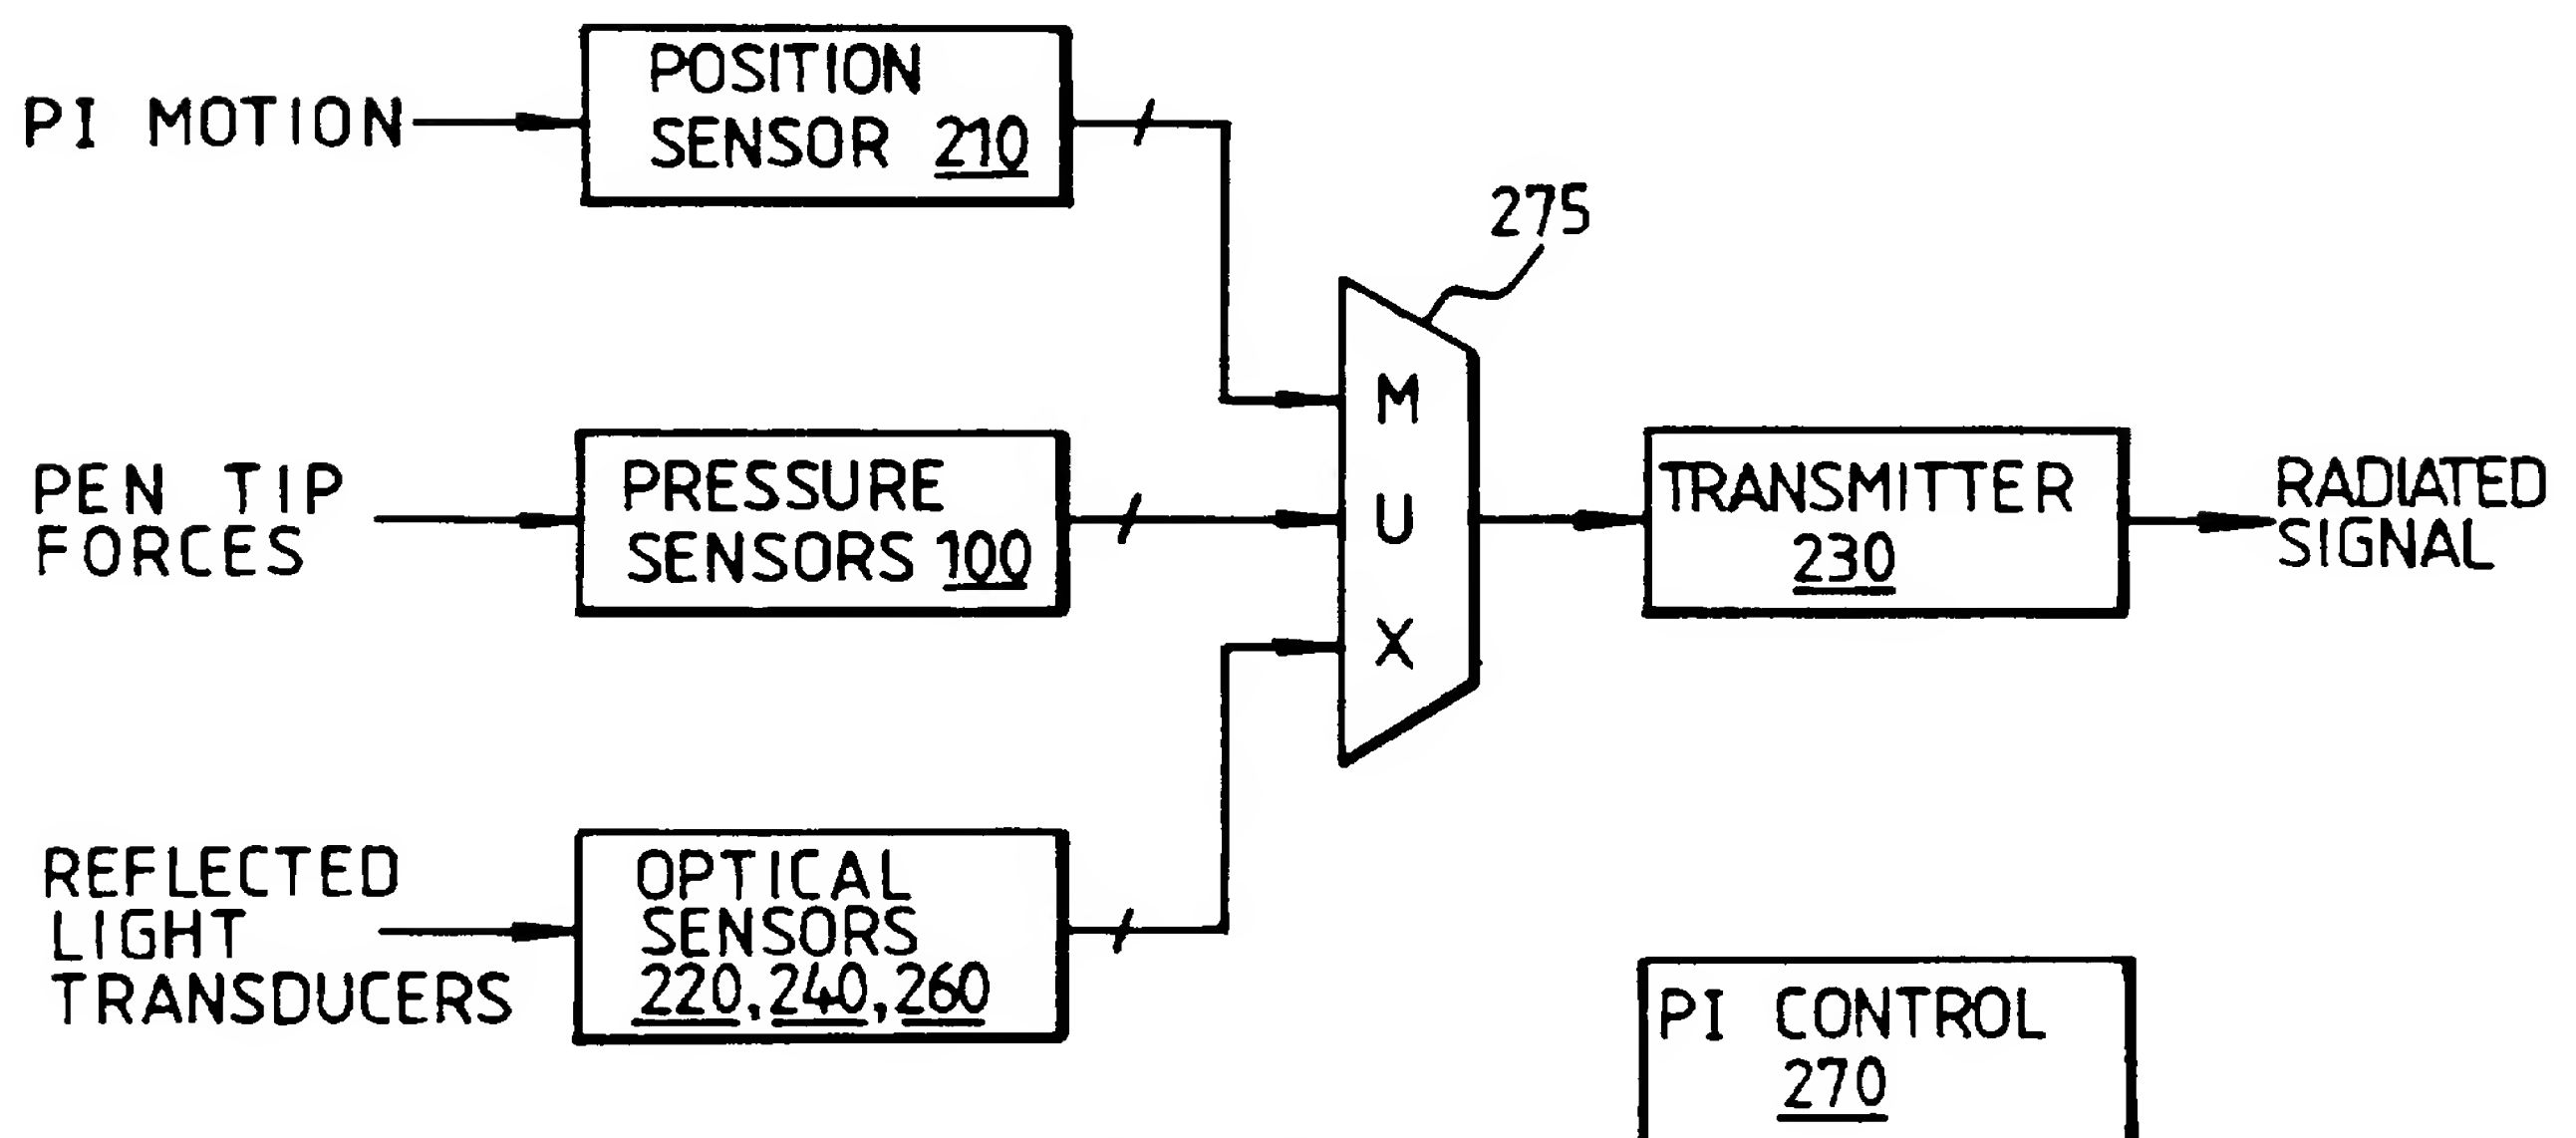 PI MOTION
POSITION
SENSOR 210
275
PEN TIP
FORCES
PRESSURE
SENSORS 100
M
U
X
TRANSMITTER
230
RADIATED
SIGNAL
REFLECTED
LIGHT
TRANSDUCERS
OPTICAL
SENSORS
220, 240, 260
PI CONTROL
270